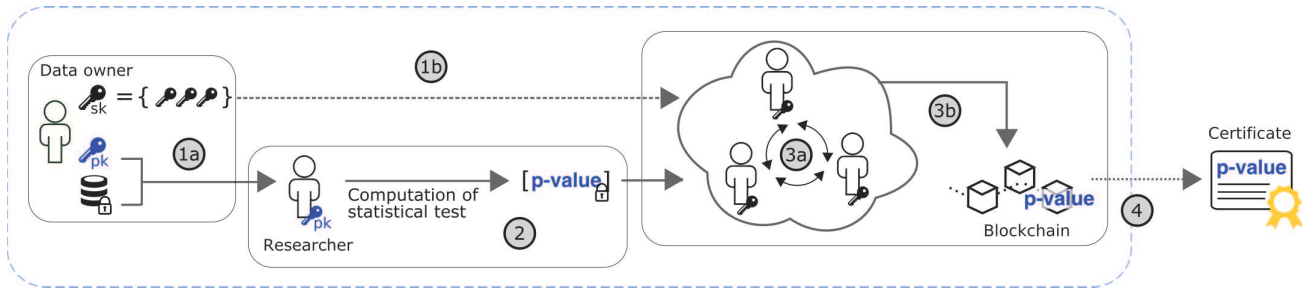 Data owner
sk = { }
pk
1a
1b
Researcher
pk
Computation of
statistical test
[p-value]
2
3a
3b
p-value
Blockchain
4
Certificate
p-value